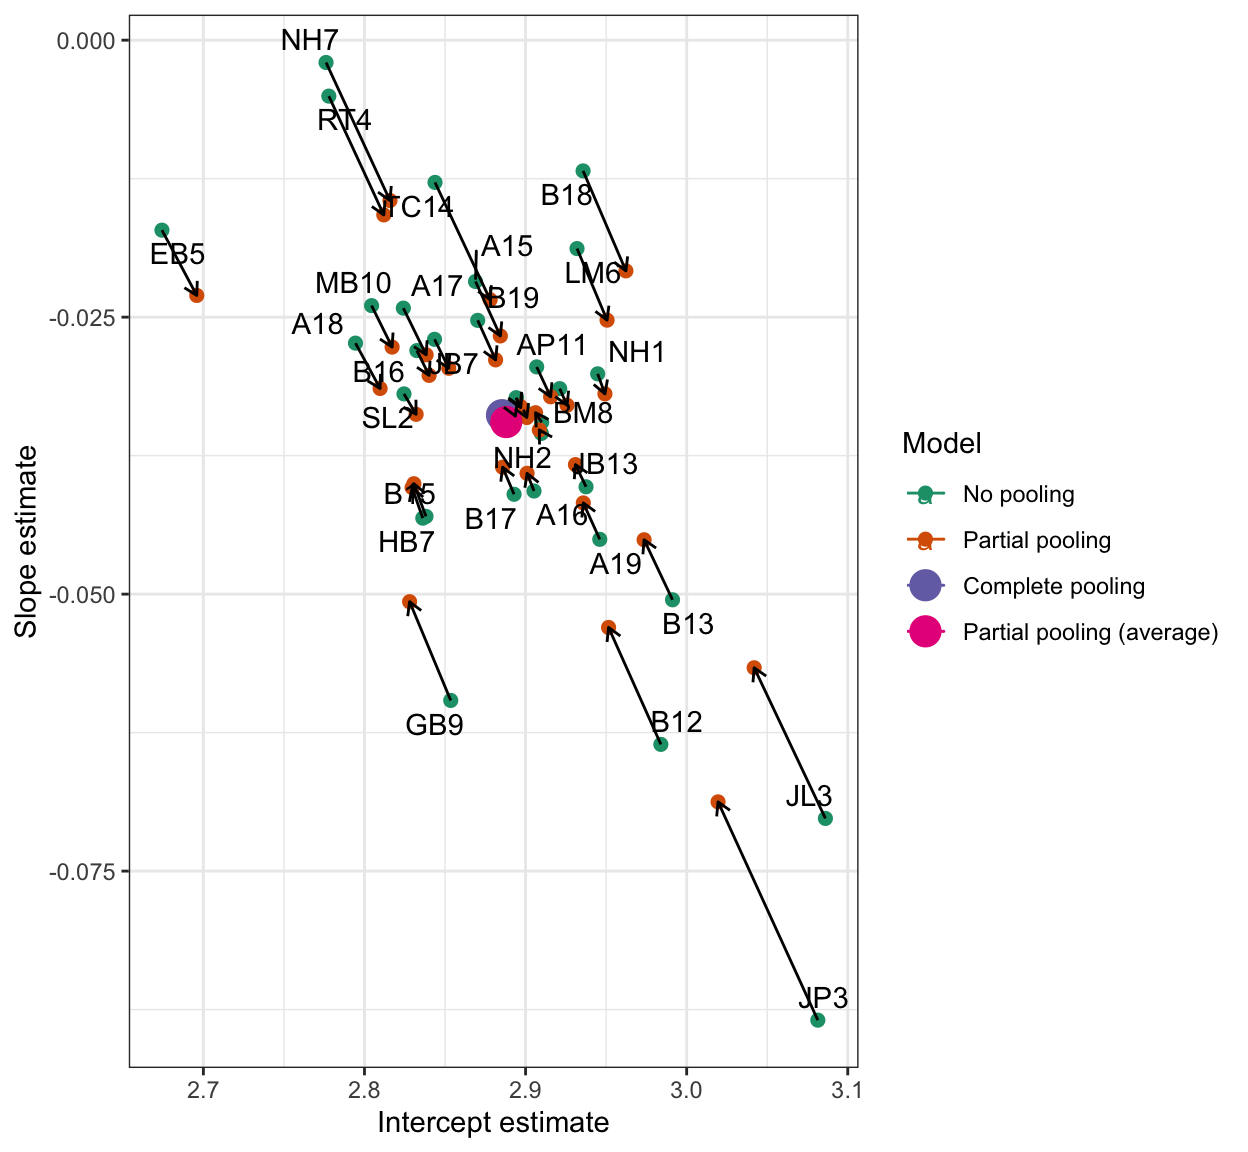 0.000
-0.025
-0.050
-0.075
Slope estimate
NH7
RT4
TC14
B18
EB5
A15
LM6
MB10
A17
B19
A18
AP11
NH1
B16
JB7
SL2
BM8
NH2
IB13
B15
B17
A16
HB7
A19
B13
GB9
B12
JL3
JP3
2.7
2.8
2.9
3.0
3.1
Intercept estimate
Model
a No pooling
a Partial pooling
Complete pooling
Partial pooling (average)